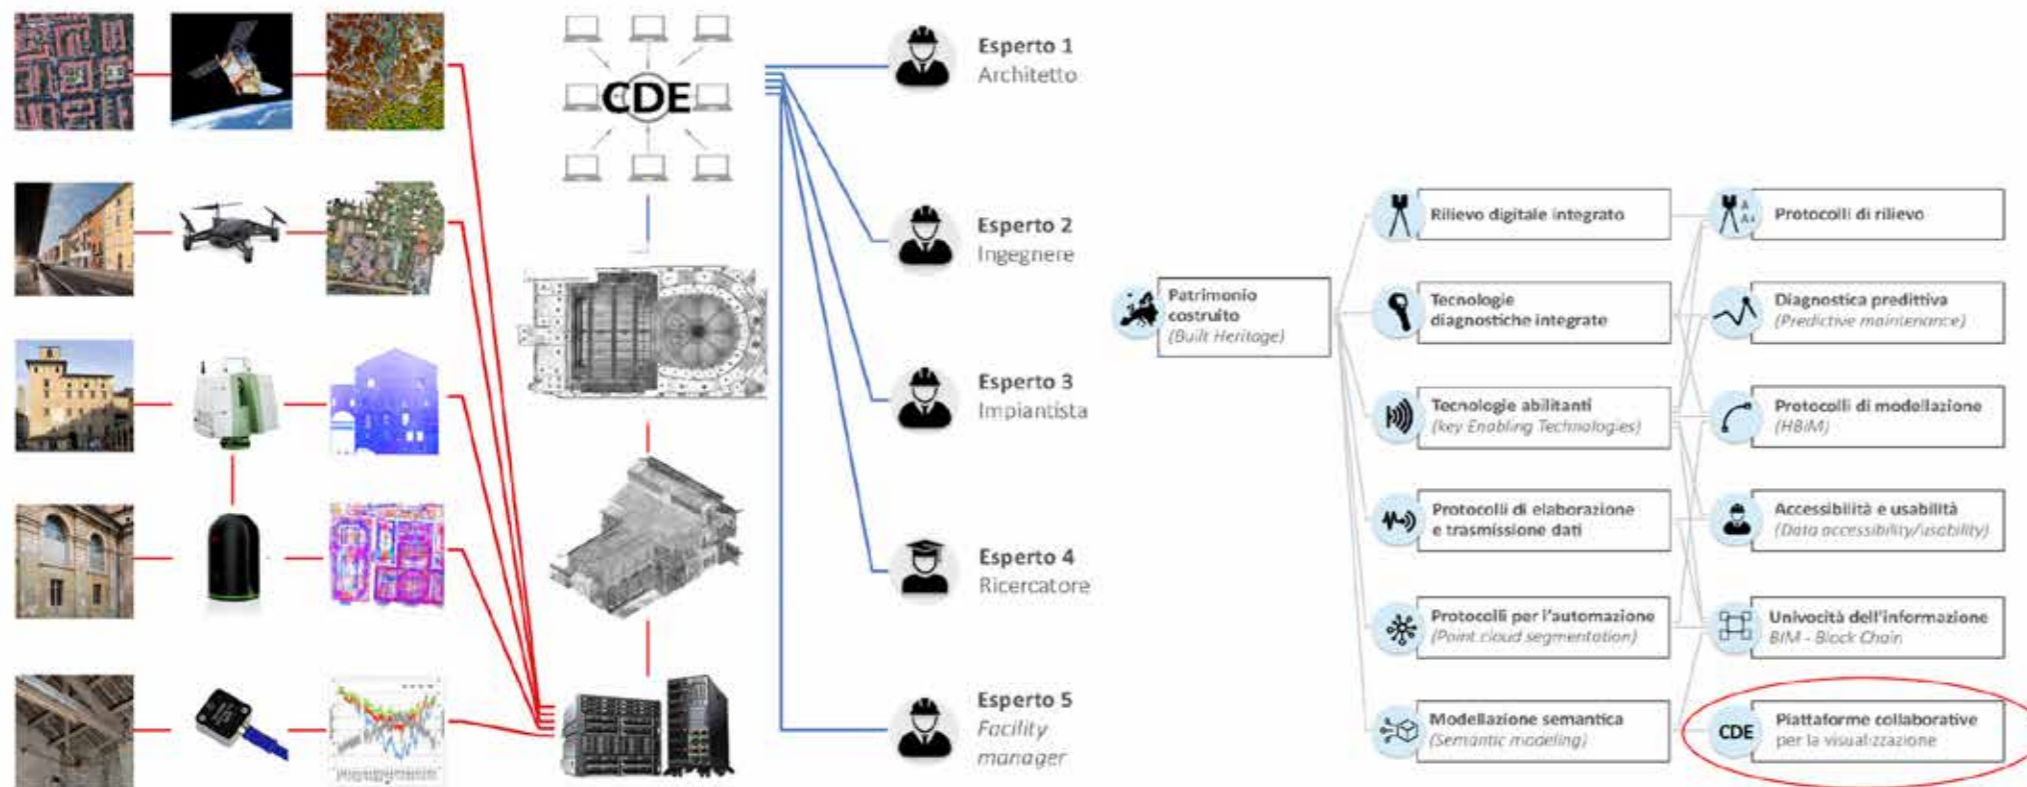 CDE
Esperto 1
Architetto
Esperto 2
Ingegnere
Esperto 3
Impiantista
Esperto 4
Ricercatore
Esperto 5
Facility
manager
Patrimonio
costruito
(Built Heritage)
Rilievo digitale integrato
Tecnologie
diagnostiche integrate
Tecnologie abilitanti
(key Enabling Technologies)
Protocolli di elaborazione
e trasmissione dati
Protocolli per l'automazione
(Point cloud segmentation)
Modellazione semantica
(Semantic modeling)
Protocolli di rilievo
Diagnostica predittiva
(Predictive maintenance)
Protocolli di modellazione
(HBIM)
Accessibilità e usabilità
(Data accessibility/usability)
Univocità dell'informazione
BIM - Block Chain
CDE
Piattaforme collaborative
per la visualizzazione